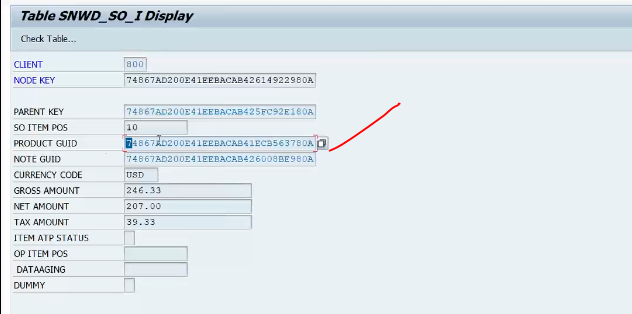 Table SNWD_SO_I Display
Check Table...
CLIENT 800
NODE KEY 74867AD200E41EEBACAB42614922980A
PARENT KEY 74867AD200E41EEBACAB425FC92E180A
SO ITEM POS 10
PRODUCT GUID 74867AD200E41EEBACAB41ECB563780A
NOTE GUID 74867AD200E41EEBACAB426008BE980A
CURRENCY CODE USD
GROSS AMOUNT 246.33
NET AMOUNT 207.00
TAX AMOUNT 39.33
ITEM ATP STATUS
OP ITEM POS
DATAAGING
DUMMY